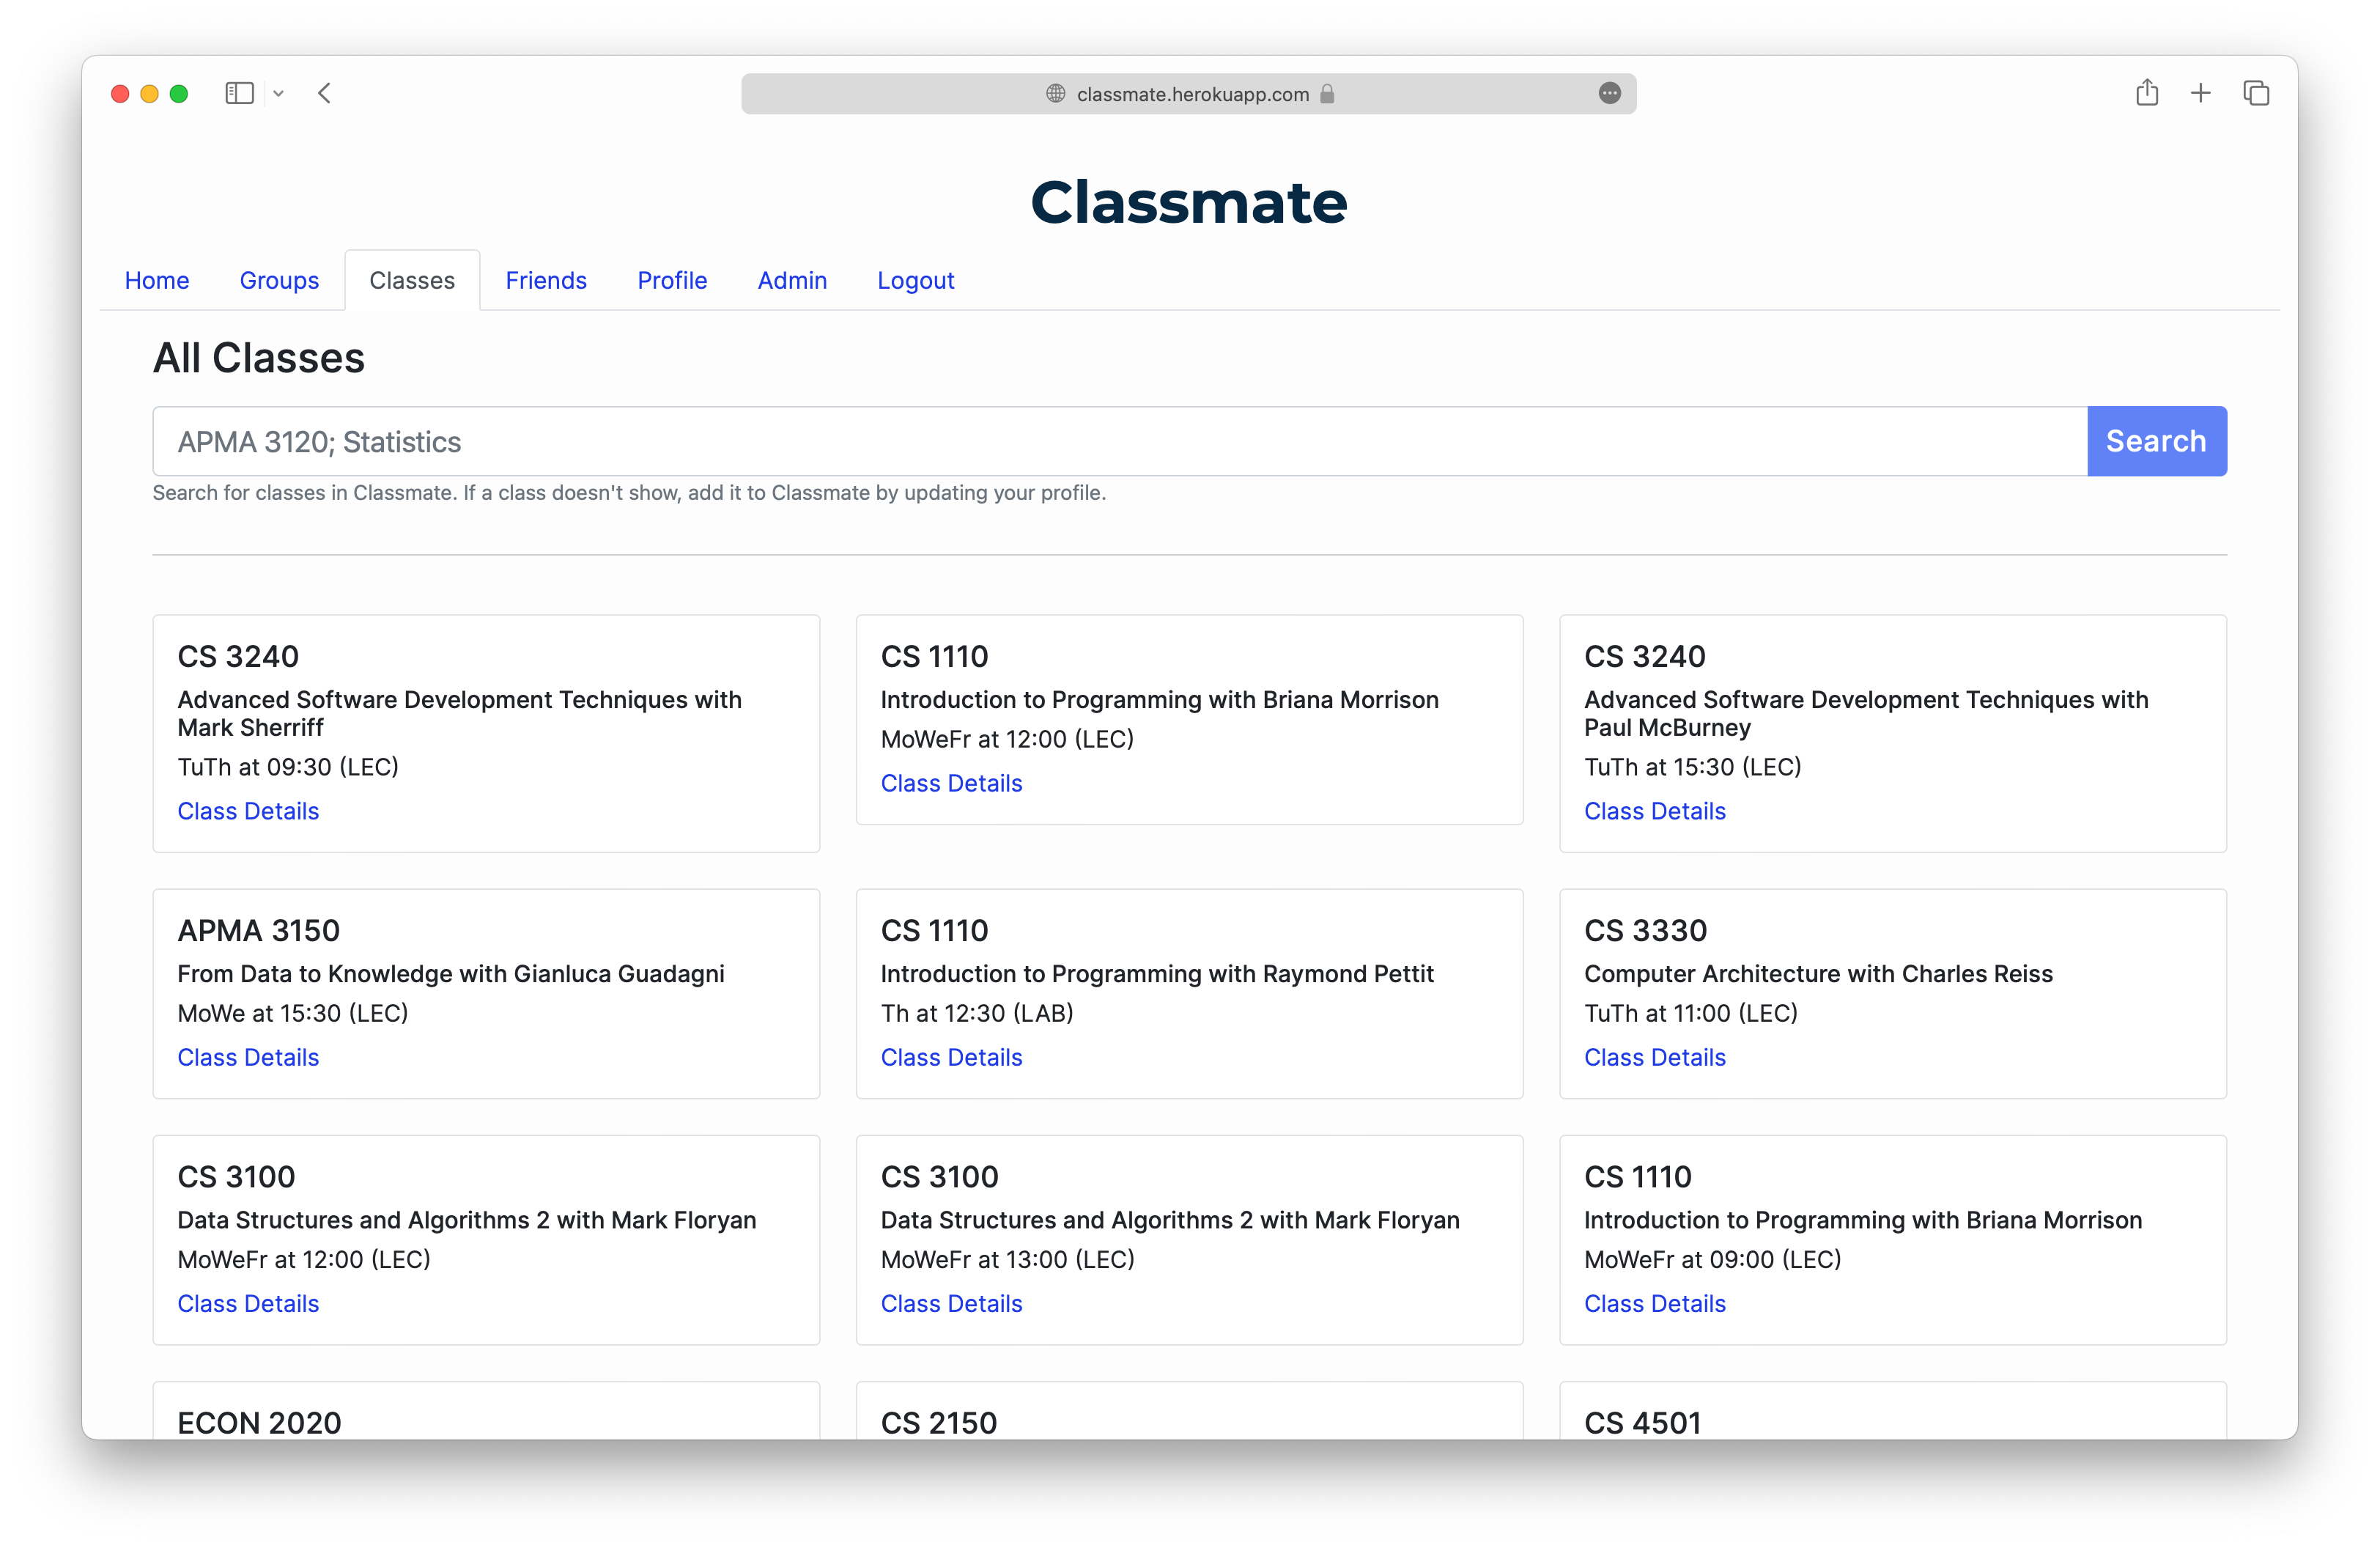 classmate.herokuapp.com
Classmate
Home Groups Classes Friends Profile Admin Logout
All Classes
APMA 3120; Statistics
Search
Search for classes in Classmate. If a class doesn't show, add it to Classmate by updating your profile.
CS 3240
Advanced Software Development Techniques with
Mark Sherriff
TuTh at 09:30 (LEC)
Class Details
CS 1110
Introduction to Programming with Briana Morrison
MoWeFr at 12:00 (LEC)
Class Details
CS 3240
Advanced Software Development Techniques with
Paul McBurney
TuTh at 15:30 (LEC)
Class Details
APMA 3150
From Data to Knowledge with Gianluca Guadagni
MoWe at 15:30 (LEC)
Class Details
CS 1110
Introduction to Programming with Raymond Pettit
Th at 12:30 (LAB)
Class Details
CS 3330
Computer Architecture with Charles Reiss
TuTh at 11:00 (LEC)
Class Details
CS 3100
Data Structures and Algorithms 2 with Mark Floryan
MoWeFr at 12:00 (LEC)
Class Details
CS 3100
Data Structures and Algorithms 2 with Mark Floryan
MoWeFr at 13:00 (LEC)
Class Details
CS 1110
Introduction to Programming with Briana Morrison
MoWeFr at 09:00 (LEC)
Class Details
ECON 2020
CS 2150
CS 4501